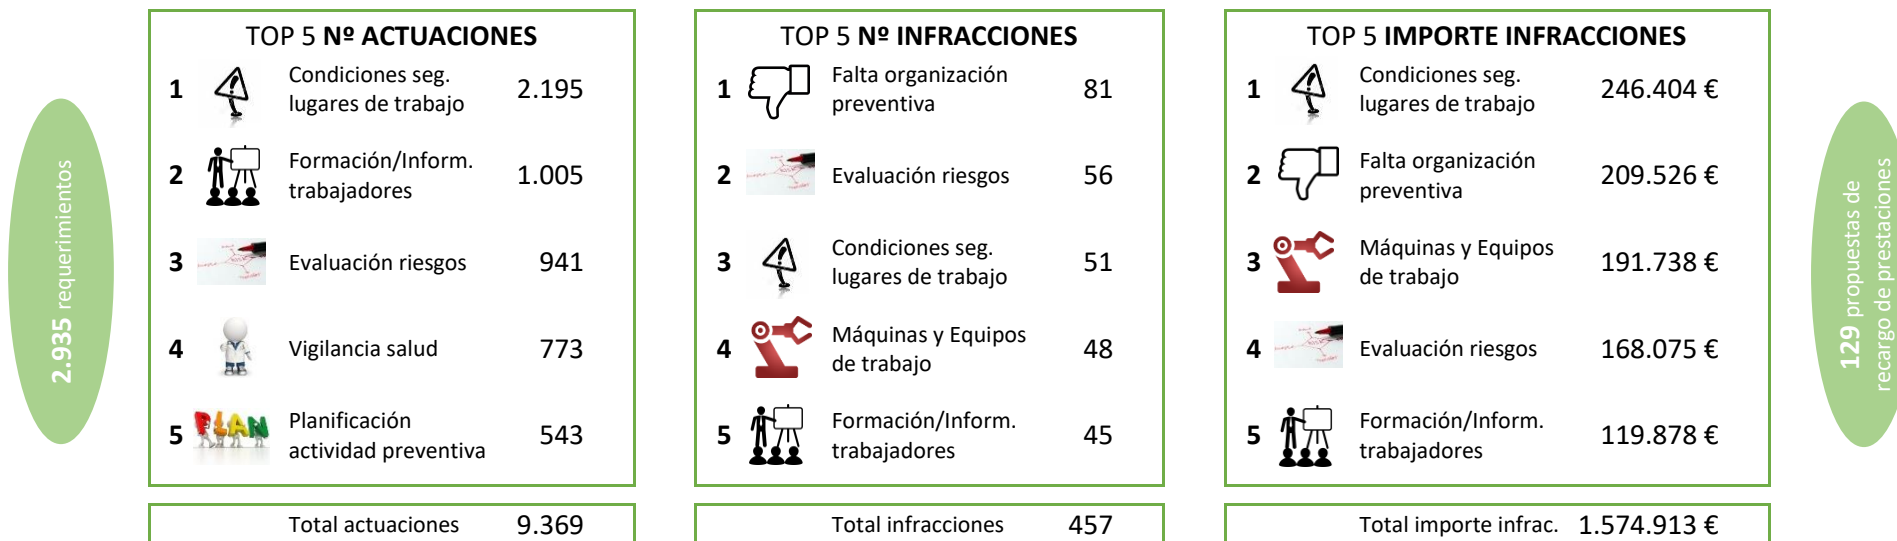 2.935 requerimientos
TOP 5 Nº ACTUACIONES
1 Condiciones seg.
lugares de trabajo 2.195
2 Formación/Inform.
trabajadores 1.005
3 Evaluación riesgos 941
4 Vigilancia salud 773
PLAN
5 Planificación
actividad preventiva 543
Total actuaciones 9.369
TOP 5 Nº INFRACCIONES
1 Falta organización
preventiva 81
2 Evaluación riesgos 56
3 Condiciones seg.
lugares de trabajo 51
4 Máquinas y Equipos
de trabajo 48
5 Formación/Inform.
trabajadores 45
Total infracciones 457
TOP 5 IMPORTE INFRACCIONES
1 Condiciones seg.
lugares de trabajo 246.404 €
2 Falta organización
preventiva 209.526 €
3 Máquinas y Equipos
de trabajo 191.738 €
4 Evaluación riesgos 168.075 €
5 Formación/Inform.
trabajadores 119.878 €
Total importe infrac. 1.574.913 €
129 propuestas de
recargo de prestaciones